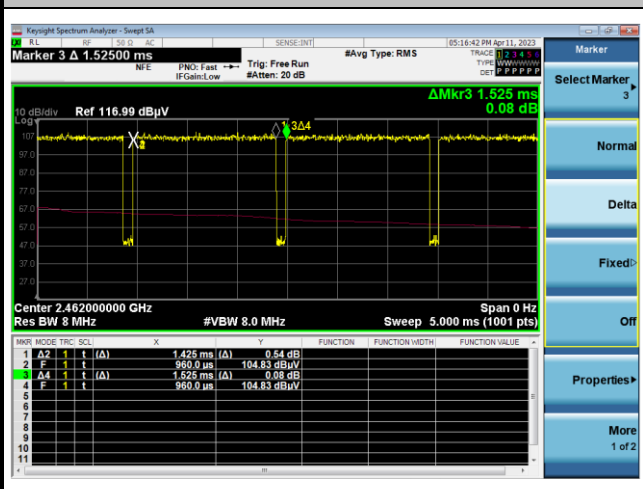 Keysight Spectrum Analyzer - Swept SA
RL RF 50 Ω AC SENSE:INT 05:16:42 PM Apr 11, 2023
Marker 3 Δ 1.52500 ms #Avg Type: RMS TRACE 1 2 3 4 5 6
NFE PNO: Fast Trig: Free Run TYPE WWWWWW
IFGain:Low #Atten: 20 dB DET P P P P P P
ΔMkr3 1.525 ms
0.08 dB
10 dB/div Ref 116.99 dBµV
Log
107
97.0
87.0
77.0
67.0
57.0
47.0
37.0
27.0
X 2
1 3Δ4
Center 2.462000000 GHz Span 0 Hz
Res BW 8 MHz #VBW 8.0 MHz Sweep 5.000 ms (1001 pts)
MKR MODE TRC SCL X Y FUNCTION FUNCTION WIDTH FUNCTION VALUE
1 Δ2 1 t (Δ) 1.425 ms (Δ) 0.54 dB
2 F 1 t 960.0 µs 104.83 dBµV
3 Δ4 1 t (Δ) 1.525 ms (Δ) 0.08 dB
4 F 1 t 960.0 µs 104.83 dBµV
5
6
7
8
9
10
11
Marker
Select Marker
3
Normal
Delta
Fixed
Off
Properties
More
1 of 2